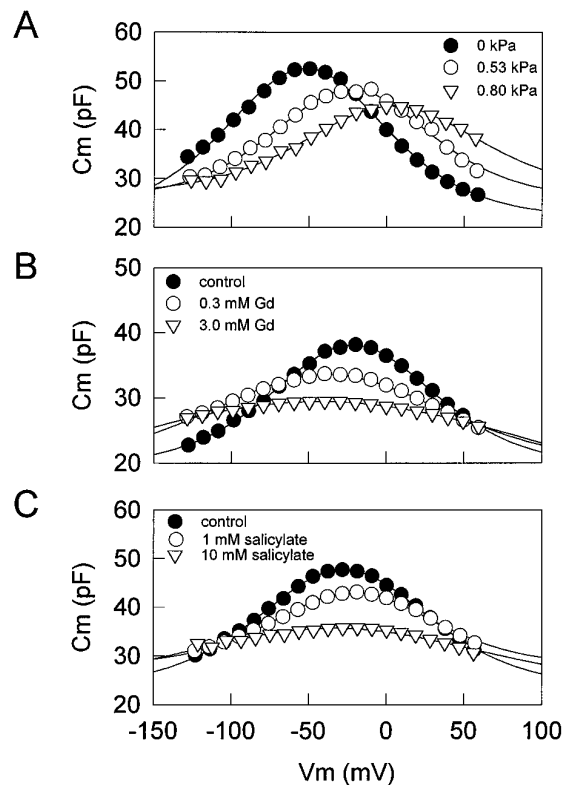 A
60
50
40
30
20
Cm (pF)
0 kPa
0.53 kPa
0.80 kPa
B
50
40
30
20
Cm (pF)
control
0.3 mM Gd
3.0 mM Gd
C
60
50
40
30
20
Cm (pF)
control
1 mM salicylate
10 mM salicylate
-150 -100 -50 0 50 100
Vm (mV)